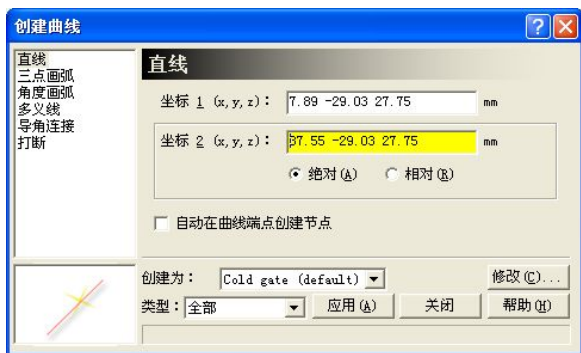 创建曲线
直线
三点画弧
角度画弧
多义线
导角连接
打断
直线
坐标 1 (x,y,z): 7.89 -29.03 27.75 mm
坐标 2 (x,y,z): 37.55 -29.03 27.75 mm
绝对(A) 相对(R)
自动在曲线端点创建节点
创建为: Cold gate (default) 修改(C)...
类型: 全部 应用(A) 关闭 帮助(H)